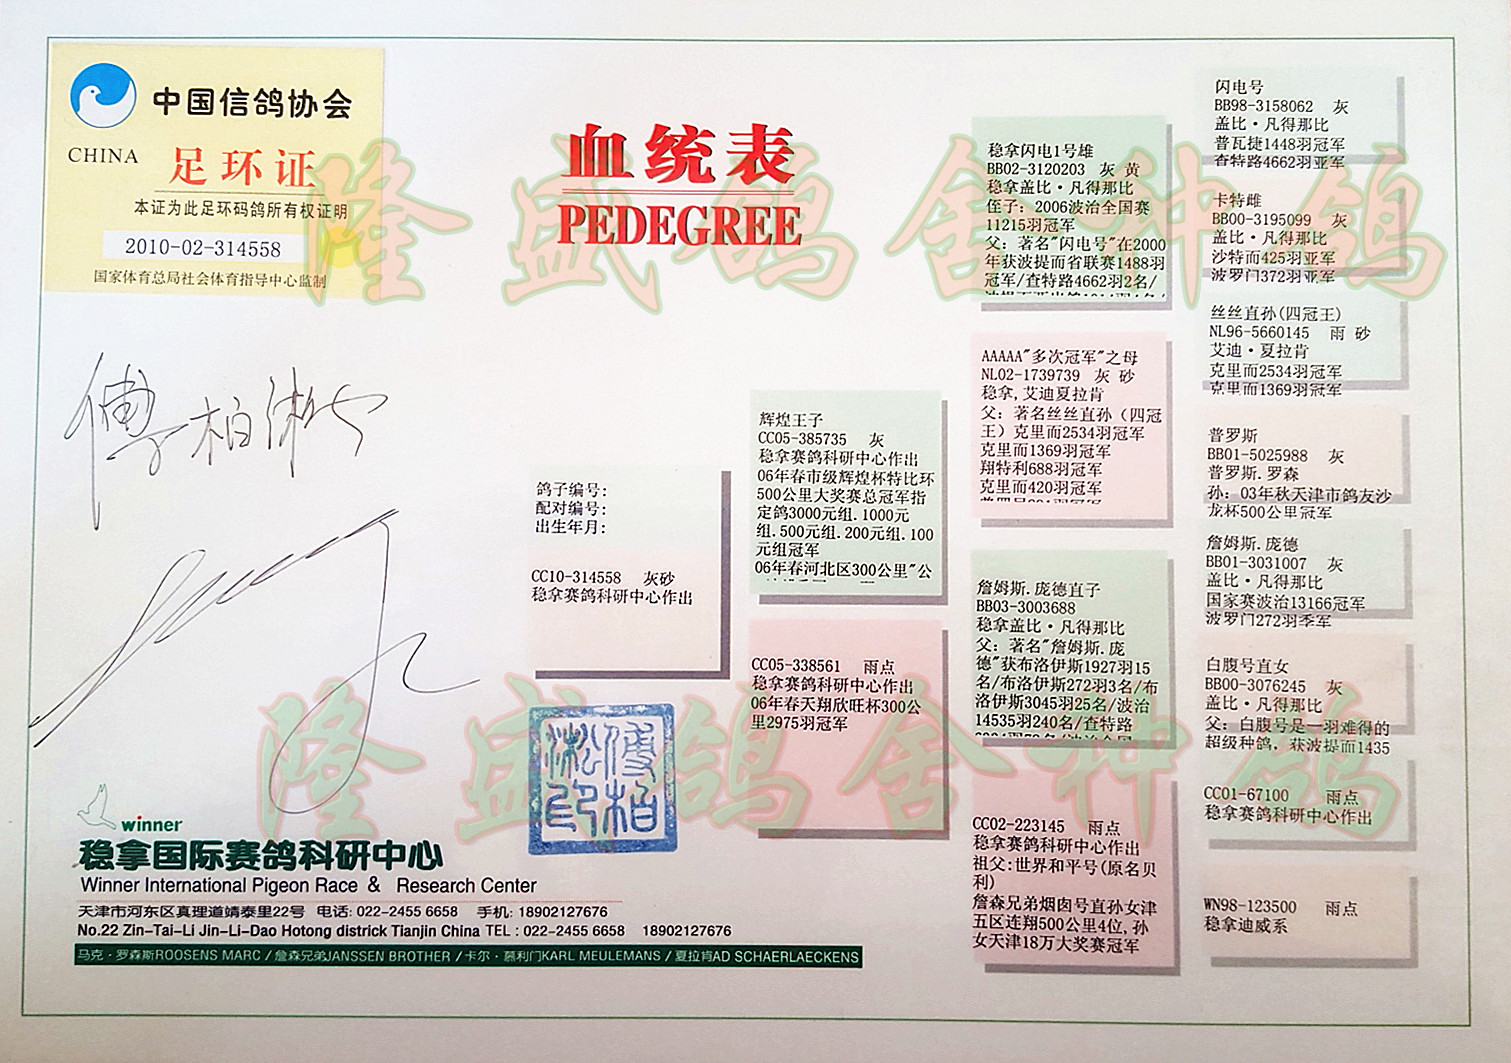 中国信鸽协会
CHINA
足环证
本证为此足环码鸽所有权证明
2010-02-314558
国家体育总局社会体育指导中心监制
血统表
PEDEGREE
隆盛鸽舍种鸽
傅柏淞
鸽子编号:
配对编号:
出生年月:
CC10-314558 灰砂
稳拿赛鸽科研中心作出
辉煌王子
CC05-385735 灰
稳拿赛鸽科研中心作出
06年春市级辉煌杯特比环
500公里大奖赛总冠军指
定鸽3000元组.1000元
组.500元组.200元组.100
元组冠军
06年春河北区300公里"公
CC05-338561 雨点
稳拿赛鸽科研中心作出
06年春天翔欣旺杯300公
里2975羽冠军
稳拿闪电1号雄
BB02-3120203 灰 黄
稳拿盖比·凡得那比
侄子: 2006波治全国赛
11215羽冠军
父: 著名"闪电号"在2000
年获波提而省联赛1488羽
冠军/查特路4662羽2名/
AAAAA"多次冠军"之母
NL02-1739739 灰 砂
稳拿,艾迪夏拉肯
父: 著名丝丝直孙（四冠
王）克里而2534羽冠军
克里而1369羽冠军
翔特利688羽冠军
克里而420羽冠军
詹姆斯.庞德直子
BB03-3003688
稳拿盖比·凡得那比
父: 著名"詹姆斯.庞
德"获布洛伊斯1927羽15
名/布洛伊斯272羽3名/布
洛伊斯3045羽25名/波治
14535羽240名/查特路
CC02-223145 雨点
稳拿赛鸽科研中心作出
祖父:世界和平号(原名贝
利)
詹森兄弟烟囱号直孙女津
五区连翔500公里4位,孙
女天津18万大奖赛冠军
闪电号
BB98-3158062 灰
盖比·凡得那比
普瓦捷1448羽冠军
查特路4662羽亚军
卡特雌
BB00-3195099 灰
盖比·凡得那比
沙特而425羽亚军
波罗门372羽亚军
丝丝直孙(四冠王)
NL96-5660145 雨 砂
艾迪·夏拉肯
克里而2534羽冠军
克里而1369羽冠军
普罗斯
BB01-5025988 灰
普罗斯.罗森
孙: 03年秋天津市鸽友沙
龙杯500公里冠军
詹姆斯.庞德
BB01-3031007 灰
盖比·凡得那比
国家赛波治13166冠军
波罗门272羽季军
白腹号直女
BB00-3076245 灰
盖比·凡得那比
父: 白腹号是一羽难得的
超级种鸽, 获波提而1435
CC01-67100 雨点
稳拿赛鸽科研中心作出
WN98-123500 雨点
稳拿迪威系
傅柏淞印
隆盛鸽舍种鸽
winner
稳拿国际赛鸽科研中心
Winner International Pigeon Race & Research Center
天津市河东区真理道靖泰里22号 电话: 022-2455 6658 手机: 18902127676
No.22 Zin-Tai-Li Jin-Li-Dao Hotong districk Tianjin China TEL : 022-2455 6658 18902127676
马克·罗森斯ROOSENS MARC / 詹森兄弟JANSSEN BROTHER / 卡尔·慕利门KARL MEULEMANS / 夏拉肯AD SCHAERLAECKENS